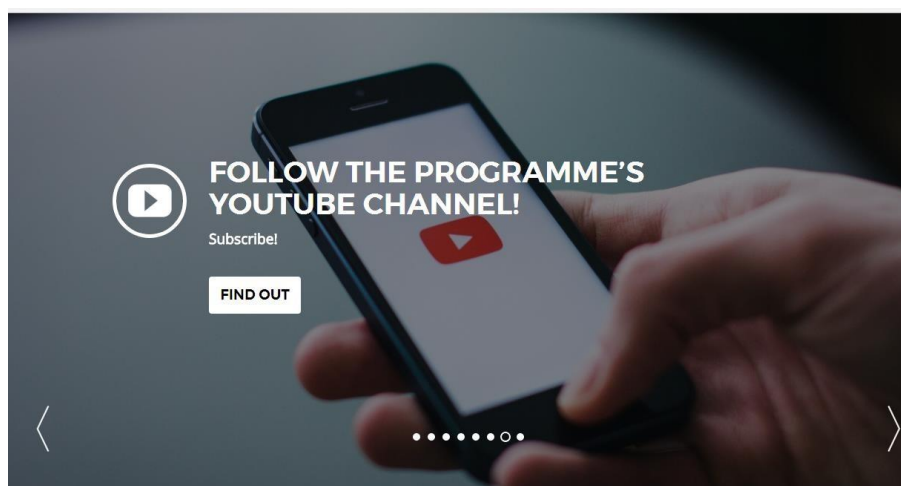 FOLLOW THE PROGRAMME'S
YOUTUBE CHANNEL!
Subscribe!
FIND OUT